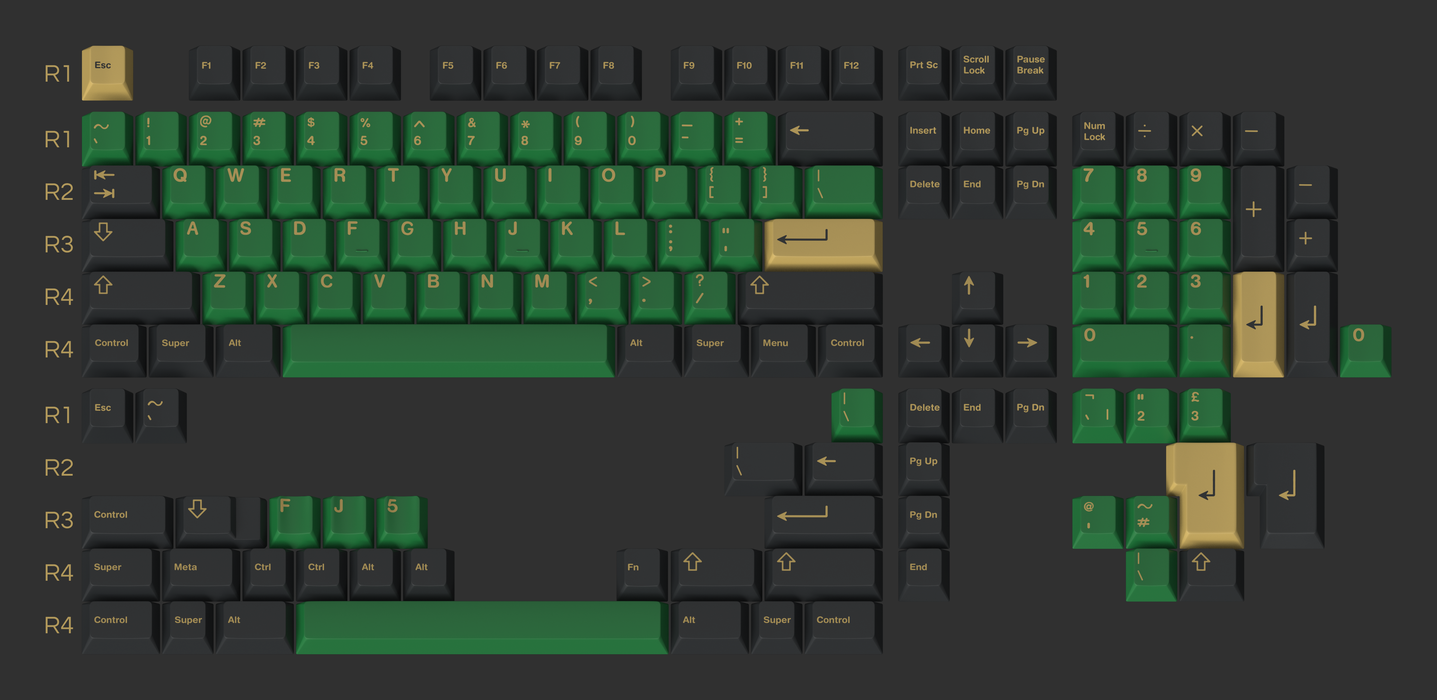 R1 Esc F1 F2 F3 F4 F5 F6 F7 F8 F9 F10 F11 F12 Prt Sc Scroll Lock Pause Break
R1 ~ ` ! 1 @ 2 # 3 $ 4 % 5 ^ 6 & 7 * 8 ( 9 ) 0 _ - + = ← Insert Home Pg Up Num Lock ÷ × −
R2 ⇤ ⇥ Q W E R T Y U I O P { [ } ] | \ Delete End Pg Dn 7 8 9 + −
R3 ⇩ A S D F G H J K L : ; " ' ↵ 4 5 6 +
R4 ⇧ Z X C V B N M < , > . ? / ⇧ ↑ 1 2 3 ↵ ↵
R4 Control Super Alt Alt Super Menu Control ← ↓ → 0 . 0
R1 Esc ~ ` | \ Delete End Pg Dn ¬ ` | " 2 £ 3
R2 | \ ← Pg Up ↵ ↵
R3 Control ⇩ F J 5 ↵ Pg Dn @ ' ~ #
R4 Super Meta Ctrl Ctrl Alt Alt Fn ⇧ ⇧ End | \ ⇧
R4 Control Super Alt Alt Super Control